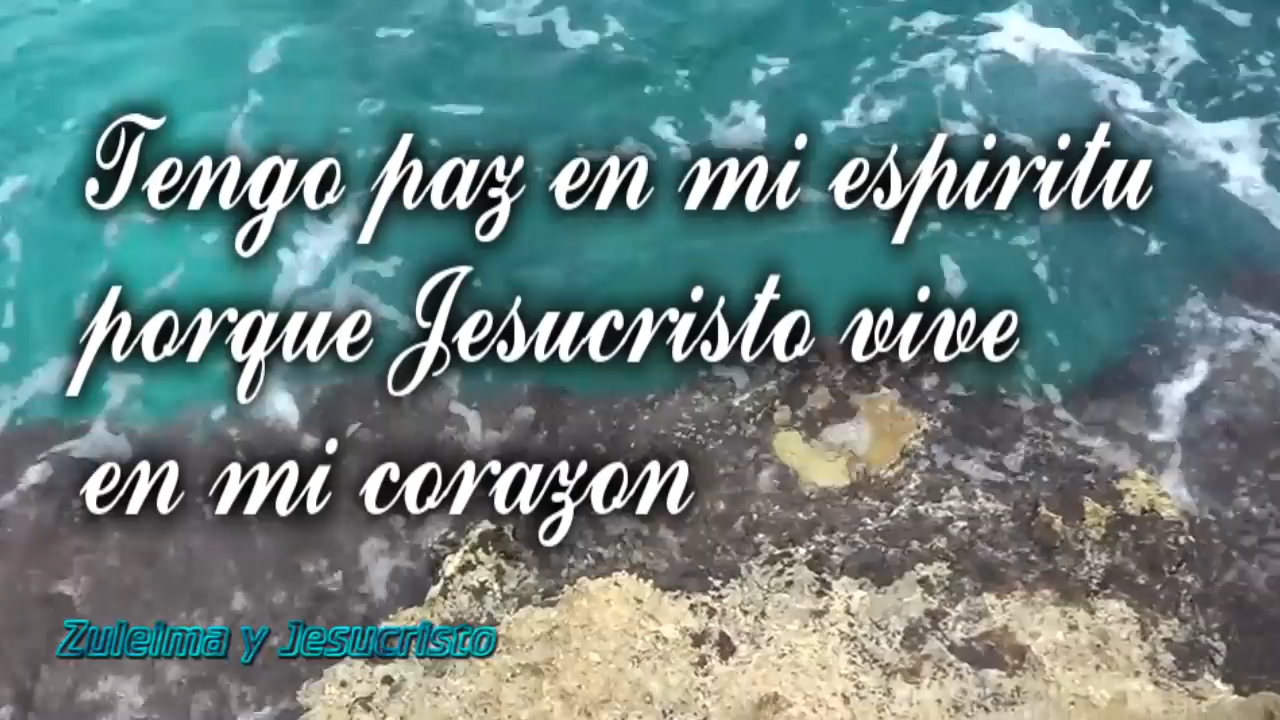 Tengo paz en mi espiritu
porque Jesucristo vive
en mi corazon
Zuleima y Jesucristo